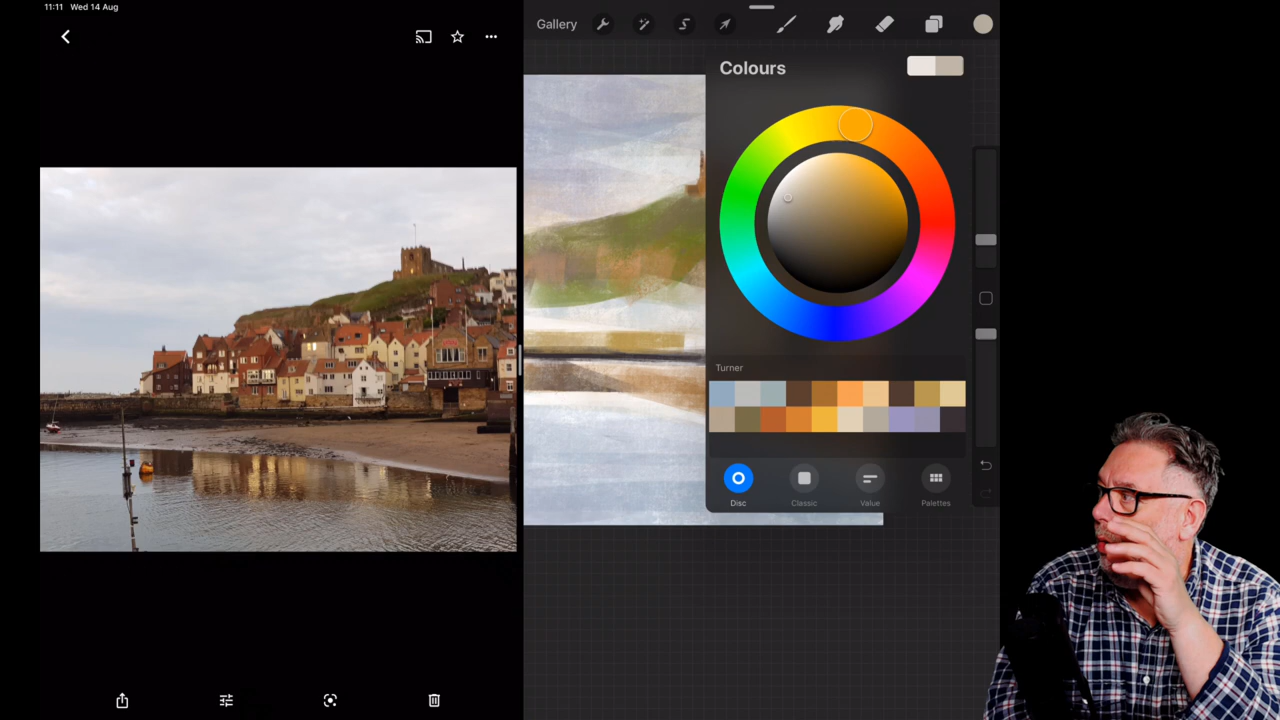 11:11 Wed 14 Aug
Gallery
Colours
Turner
Disc
Classic
Value
Palettes